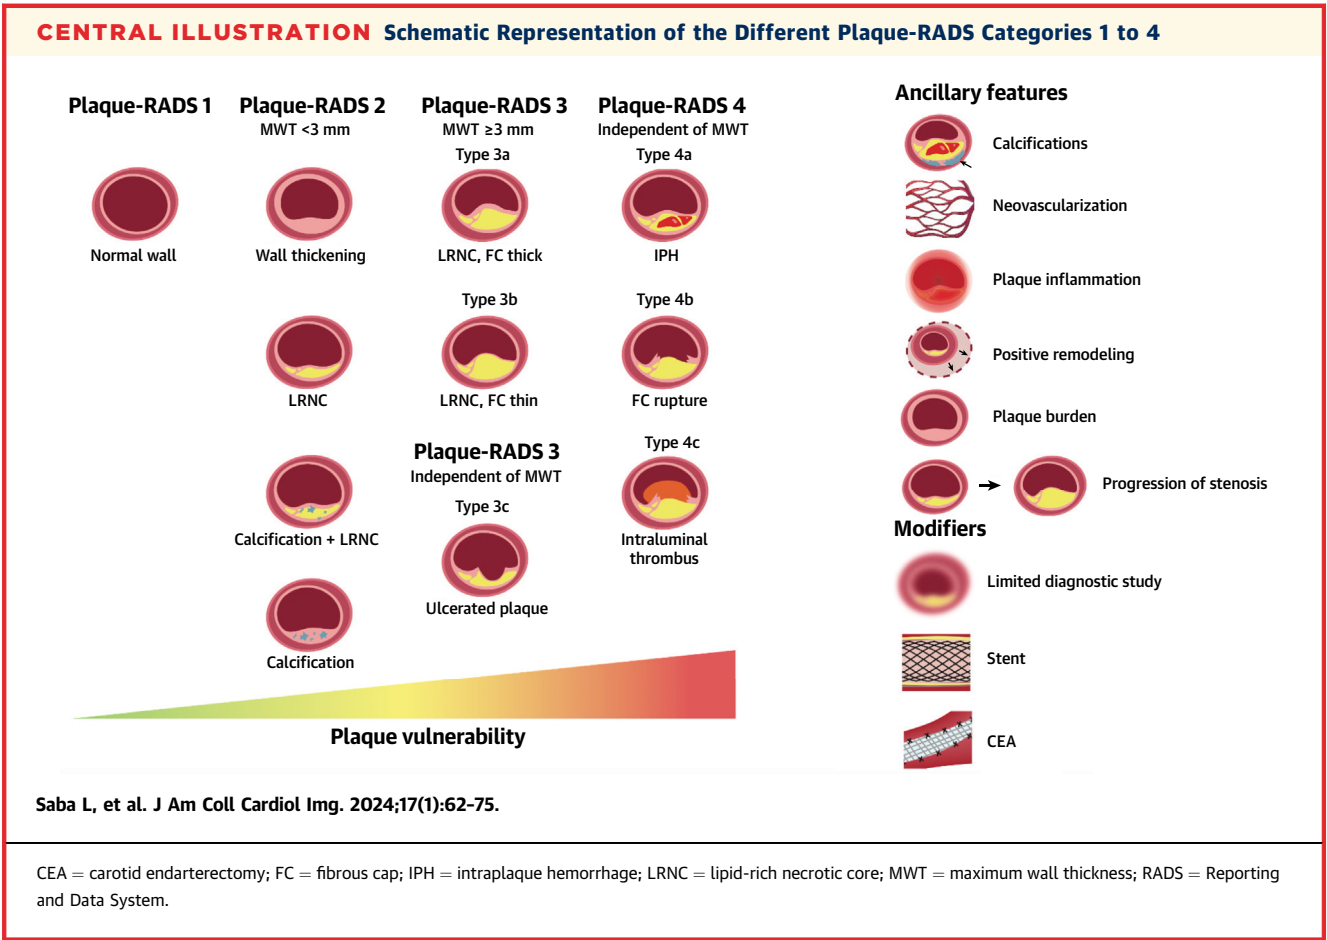 CENTRAL ILLUSTRATION Schematic Representation of the Different Plaque-RADS Categories 1 to 4
Plaque-RADS 1
Normal wall
Plaque-RADS 2
MWT <3 mm
Wall thickening
LRNC
Calcification + LRNC
Calcification
Plaque-RADS 3
MWT ≥3 mm
Type 3a
LRNC, FC thick
Type 3b
LRNC, FC thin
Plaque-RADS 3
Independent of MWT
Type 3c
Ulcerated plaque
Plaque-RADS 4
Independent of MWT
Type 4a
IPH
Type 4b
FC rupture
Type 4c
Intraluminal
thrombus
Plaque vulnerability
Ancillary features
Calcifications
Neovascularization
Plaque inflammation
Positive remodeling
Plaque burden
Progression of stenosis
Modifiers
Limited diagnostic study
Stent
CEA
Saba L, et al. J Am Coll Cardiol Img. 2024;17(1):62–75.
CEA = carotid endarterectomy; FC = fibrous cap; IPH = intraplaque hemorrhage; LRNC = lipid-rich necrotic core; MWT = maximum wall thickness; RADS = Reporting
and Data System.